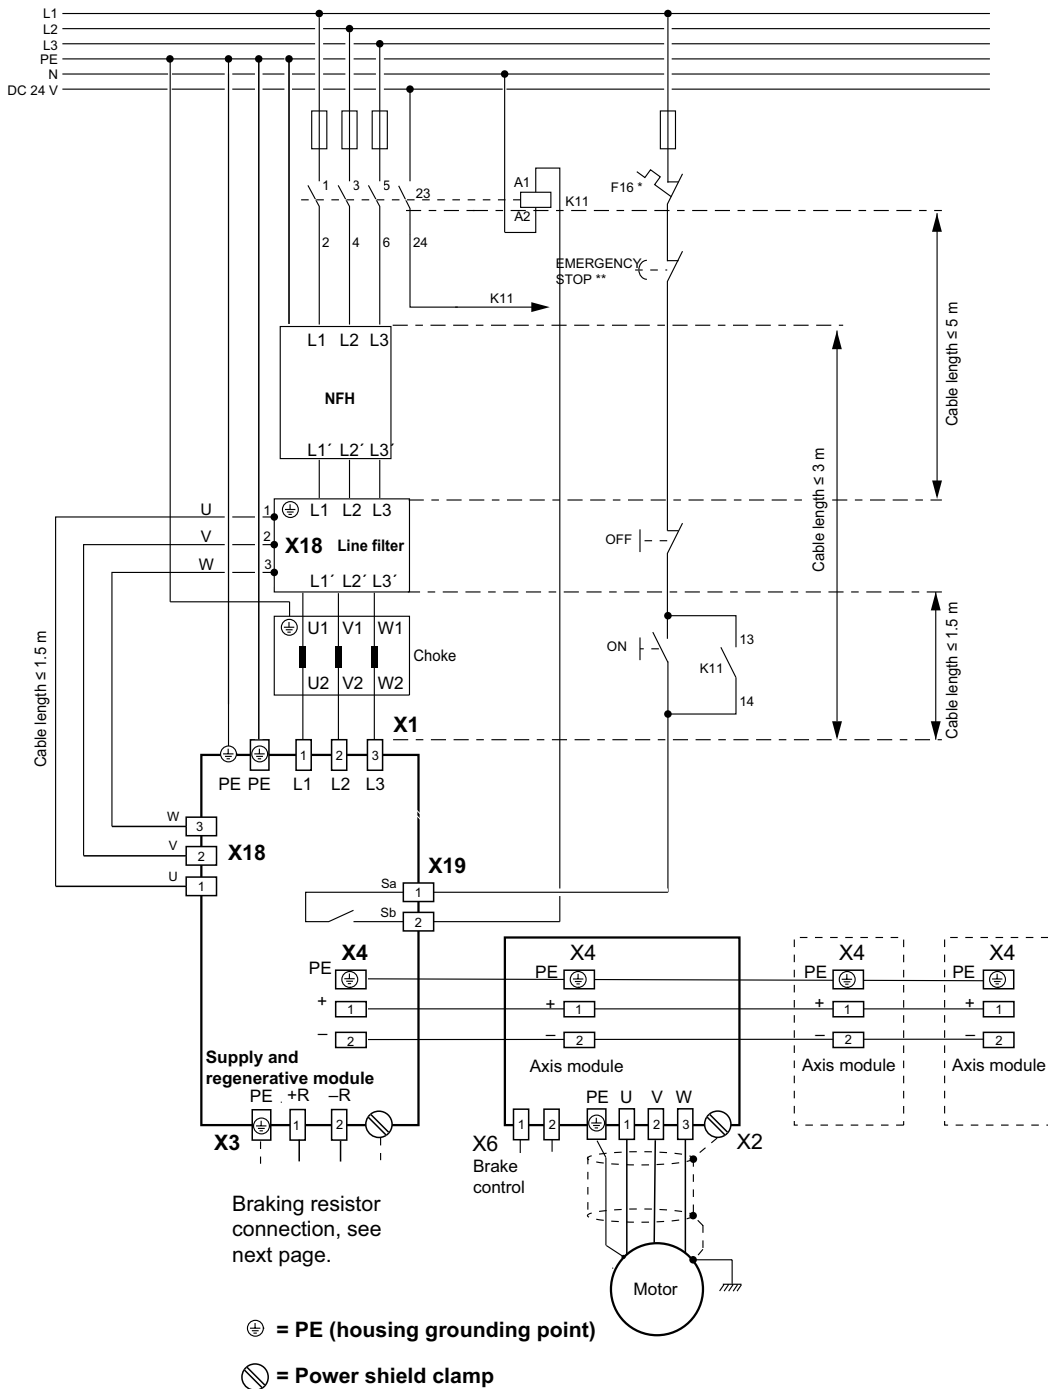 L1
L2
L3
PE
N
DC 24 V
1 3 5 23
A1
A2
K11
F16 *
2 4 6 24
EMERGENCY
STOP **
K11
L1 L2 L3
NFH
L1´ L2´ L3´
Cable length ≤ 5 m
Cable length ≤ 3 m
U 1 L1 L2 L3
V 2 X18 Line filter
W 3
L1´ L2´ L3´
OFF
U1 V1 W1
Choke
U2 V2 W2
ON
13
K11
14
Cable length ≤ 1.5 m
Cable length ≤ 1.5 m
X1
1 2 3
PE PE L1 L2 L3
W 3
V 2 X18
U 1
X19
Sa 1
Sb 2
X4 X4 X4 X4
PE PE PE PE
+ 1 + 1 + 1 + 1
– 2 – 2 – 2 – 2
Axis module Axis module Axis module
Supply and
regenerative module
PE +R –R
1 2
X3
PE U V W
1 2 1 2 3
X6 X2
Brake
control
Braking resistor
connection, see
next page.
Motor
= PE (housing grounding point)
= Power shield clamp